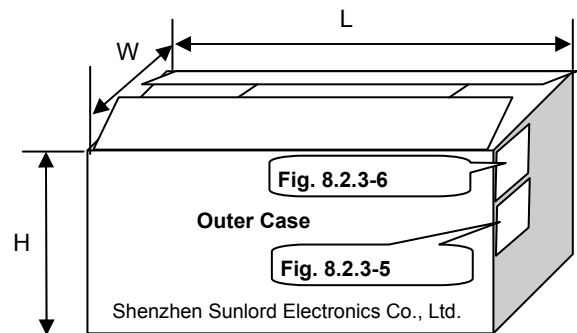 L
W
Fig. 8.2.3-6
Outer Case
H
Fig. 8.2.3-5
Shenzhen Sunlord Electronics Co., Ltd.